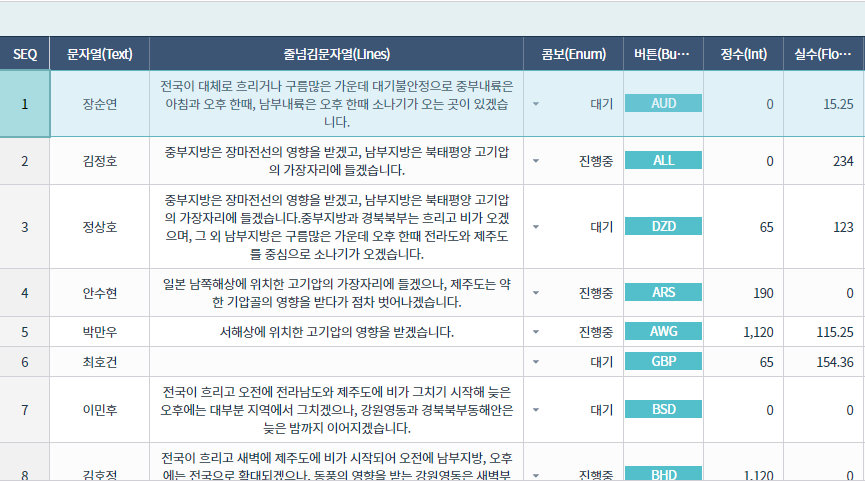 SEQ 문자열(Text) 줄넘김문자열(Lines) 콤보(Enum) 버튼(Bu··· 정수(Int) 실수(Flo···
1 장순연 전국이 대체로 흐리거나 구름많은 가운데 대기불안정으로 중부내륙은
아침과 오후 한때, 남부내륙은 오후 한때 소나기가 오는 곳이 있겠습
니다. 대기 AUD 0 15.25
2 김정호 중부지방은 장마전선의 영향을 받겠고, 남부지방은 북태평양 고기압
의 가장자리에 들겠습니다. 진행중 ALL 0 234
3 정상호 중부지방은 장마전선의 영향을 받겠고, 남부지방은 북태평양 고기압
의 가장자리에 들겠습니다.중부지방과 경북북부는 흐리고 비가 오겠
으며, 그 외 남부지방은 구름많은 가운데 오후 한때 전라도와 제주도
를 중심으로 소나기가 오겠습니다. 대기 DZD 65 123
4 안수현 일본 남쪽해상에 위치한 고기압의 가장자리에 들겠으나, 제주도는 약
한 기압골의 영향을 받다가 점차 벗어나겠습니다. 진행중 ARS 190 0
5 박만우 서해상에 위치한 고기압의 영향을 받겠습니다. 진행중 AWG 1,120 115.25
6 최호건 대기 GBP 65 154.36
7 이민후 전국이 흐리고 오전에 전라남도와 제주도에 비가 그치기 시작해 늦은
오후에는 대부분 지역에서 그치겠으나, 강원영동과 경북북부동해안은
늦은 밤까지 이어지겠습니다. 대기 BSD 0 0
8 김호정 전국이 흐리고 새벽에 제주도에 비가 시작되어 오전에 남부지방, 오후
에는 전국으로 확대되겠으나, 동풍의 영향을 받는 강원영동은 새벽부 진행중 BHD 1,120 0